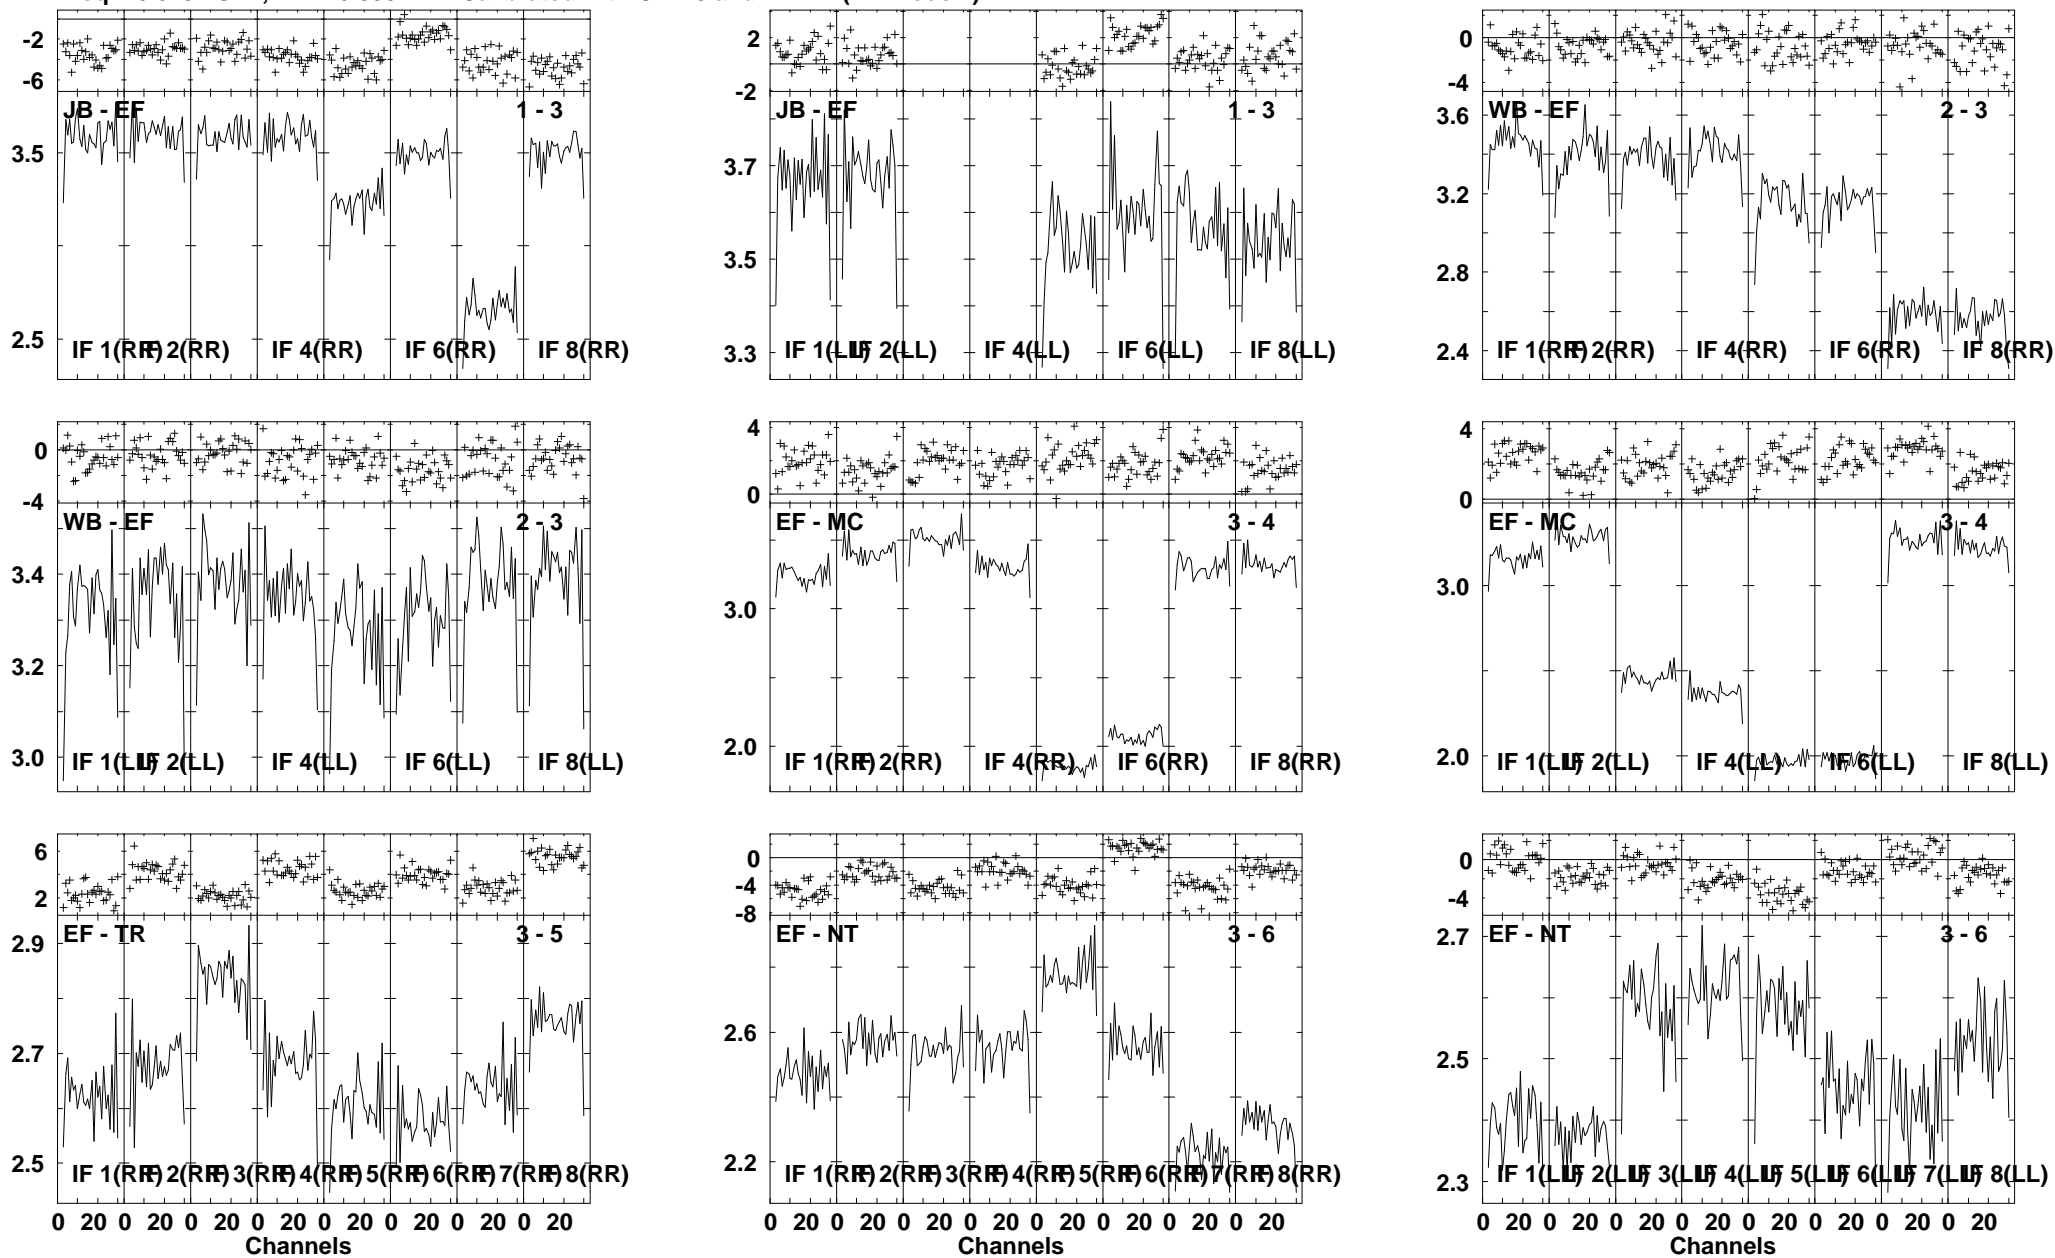 -2
-6
JB - EF 1 - 3
3.5
2.5
IF 1(RR) IF 2(RR) IF 4(RR) IF 6(RR) IF 8(RR)
2
-2
JB - EF 1 - 3
3.7
3.5
3.3
IF 1(LL) IF 2(LL) IF 4(LL) IF 6(LL) IF 8(LL)
0
-4
WB - EF 2 - 3
3.6
3.2
2.8
2.4
IF 1(RR) IF 2(RR) IF 4(RR) IF 6(RR) IF 8(RR)
0
-4
WB - EF 2 - 3
3.4
3.2
3.0
IF 1(LL) IF 2(LL) IF 4(LL) IF 6(LL) IF 8(LL)
4
0
EF - MC 3 - 4
3.0
2.0
IF 1(RR) IF 2(RR) IF 4(RR) IF 6(RR) IF 8(RR)
4
2
0
EF - MC 3 - 4
3.0
2.0
IF 1(LL) IF 2(LL) IF 4(LL) IF 6(LL) IF 8(LL)
6
2
EF - TR 3 - 5
2.9
2.7
2.5
IF 1(RR) IF 2(RR) IF 3(RR) IF 4(RR) IF 5(RR) IF 6(RR) IF 7(RR) IF 8(RR)
0 20 0 20 0 20 0 20 0 20 0 20 0 20 0 20
Channels
0
-4
-8
EF - NT 3 - 6
2.6
2.2
IF 1(RR) IF 2(RR) IF 3(RR) IF 4(RR) IF 5(RR) IF 6(RR) IF 7(RR) IF 8(RR)
0 20 0 20 0 20 0 20 0 20 0 20 0 20 0 20
Channels
0
-4
EF - NT 3 - 6
2.7
2.5
2.3
IF 1(LL) IF 2(LL) IF 3(LL) IF 4(LL) IF 5(LL) IF 6(LL) IF 7(LL) IF 8(LL)
0 20 0 20 0 20 0 20 0 20 0 20 0 20 0 20
Channels